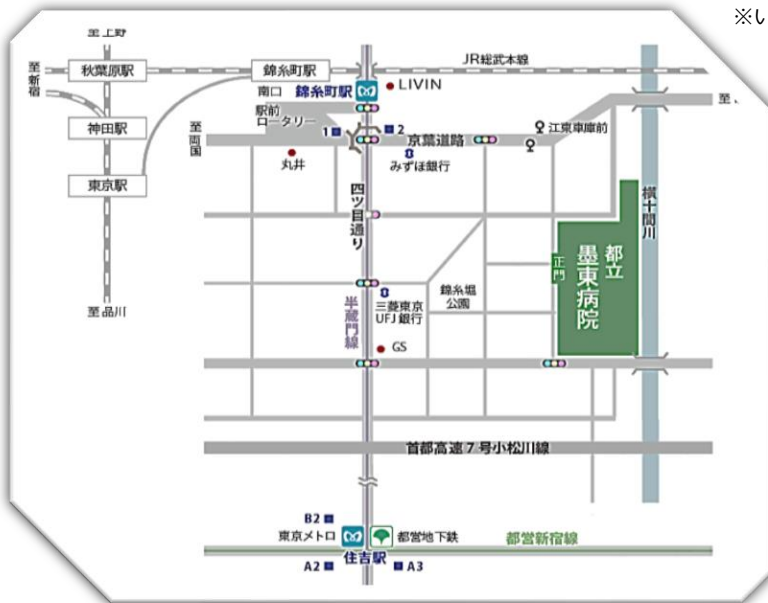 ※い
至上野
至新宿
秋葉原駅
錦糸町駅
JR総武本線
南口
錦糸町駅
LIVIN
神田駅
駅前
ロータリー
至両国
1
2
京葉道路
江東車庫前
丸井
みずほ銀行
東京駅
四ツ目通り
横十間川
正門
都立
墨東病院
錦糸堀
公園
至品川
半蔵門線
三菱東京
UFJ銀行
GS
首都高速7号小松川線
B2
東京メトロ
都営地下鉄
都営新宿線
住吉駅
A2
A3